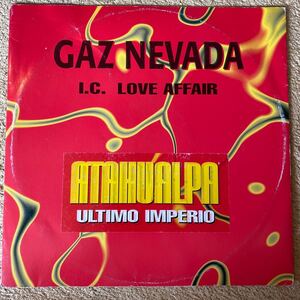 GAZ NEVADA
I.C. LOVE AFFAIR
ATAHUALPA
ULTIMO IMPERIO